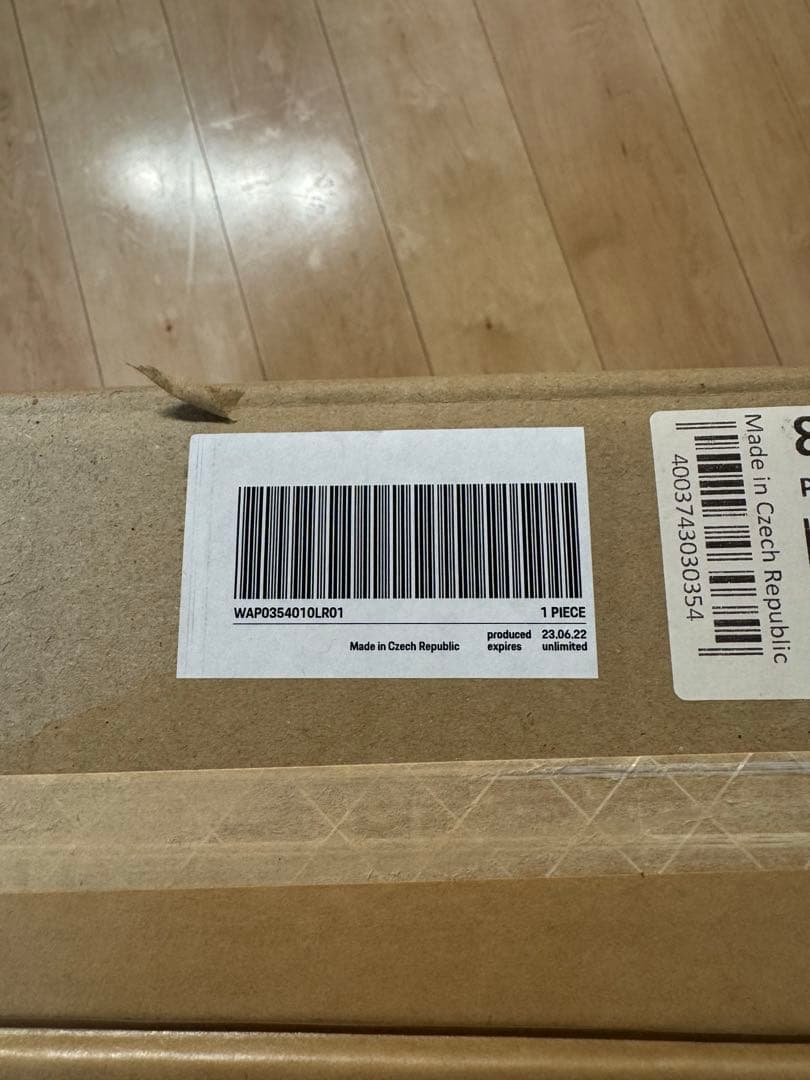 WAP0354010LR01 1 PIECE
produced 23.06.22
Made in Czech Republic expires unlimited
Made in Czech Republic
4003743030354